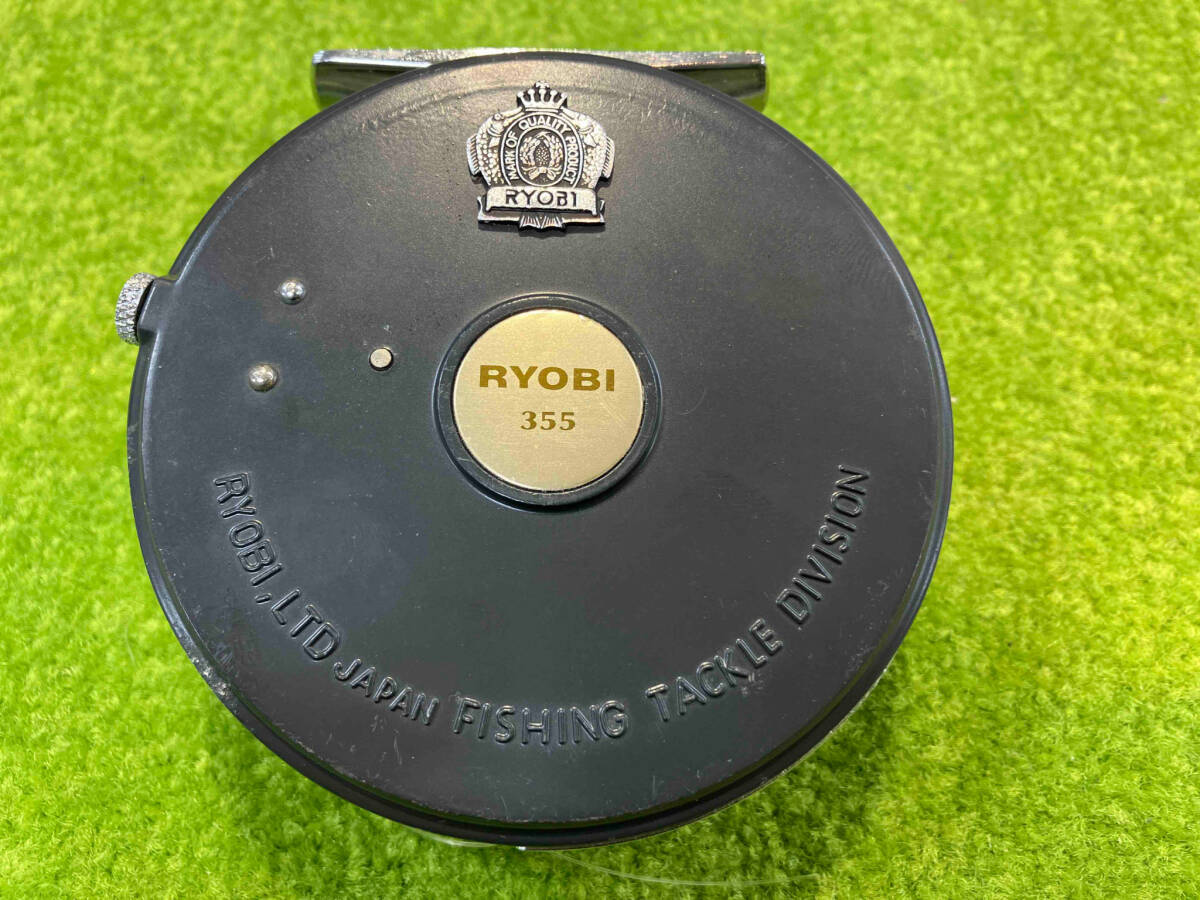 MARK OF QUALITY PRODUCT
RYOBI
RYOBI
355
RYOBI, LTD JAPAN FISHING TACKLE DIVISION